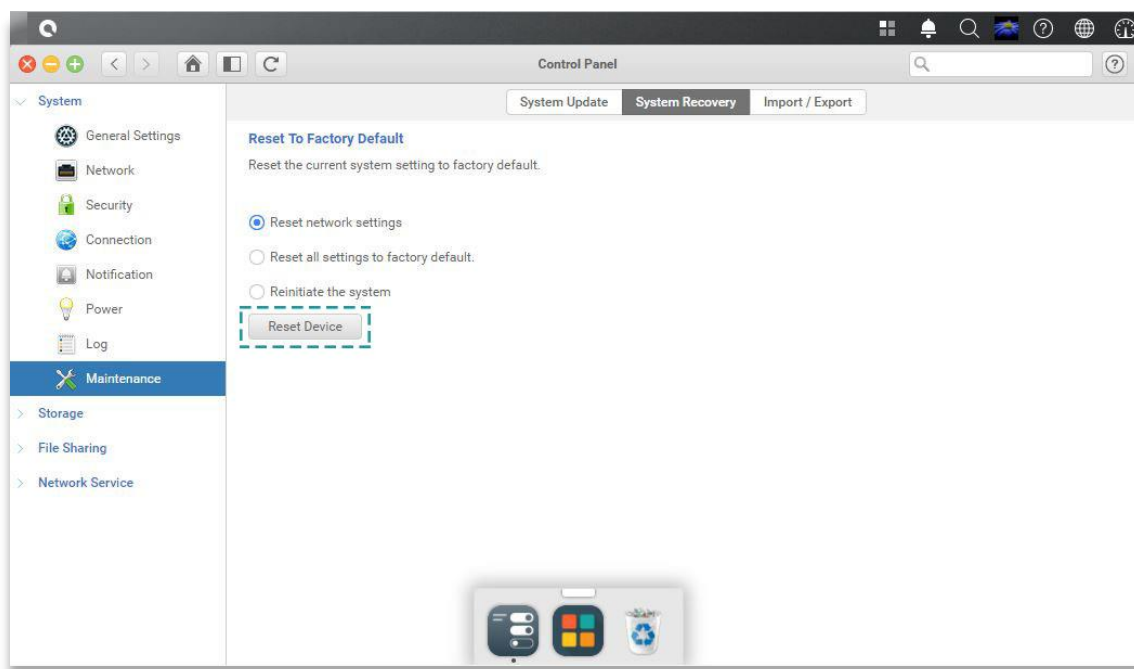 Control Panel
System
General Settings
Network
Security
Connection
Notification
Power
Log
Maintenance
Storage
File Sharing
Network Service
System Update
System Recovery
Import / Export
Reset To Factory Default
Reset the current system setting to factory default.
Reset network settings
Reset all settings to factory default.
Reinitiate the system
Reset Device